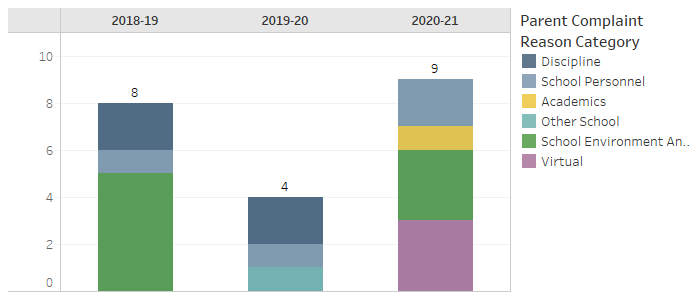 2018-19
2019-20
2020-21
Parent Complaint
Reason Category
Discipline
School Personnel
Academics
Other School
School Environment An..
Virtual
10
8
6
4
2
0
8
4
9